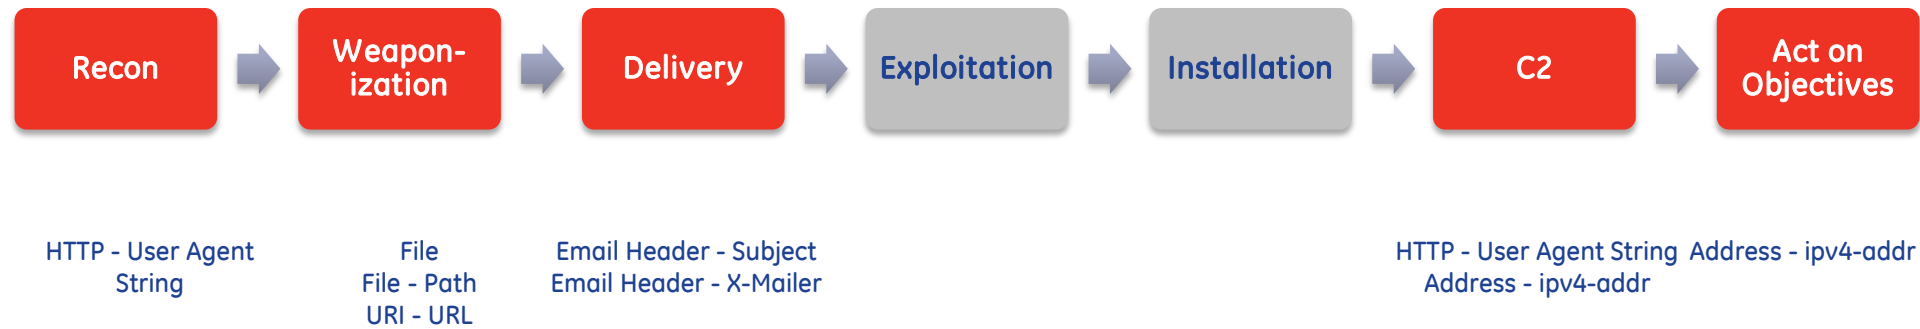 Recon
Weapon-
ization
Delivery
Exploitation
Installation
C2
Act on
Objectives
HTTP - User Agent
String
File
File - Path
URI - URL
Email Header - Subject
Email Header - X-Mailer
HTTP - User Agent String
Address - ipv4-addr
Address - ipv4-addr